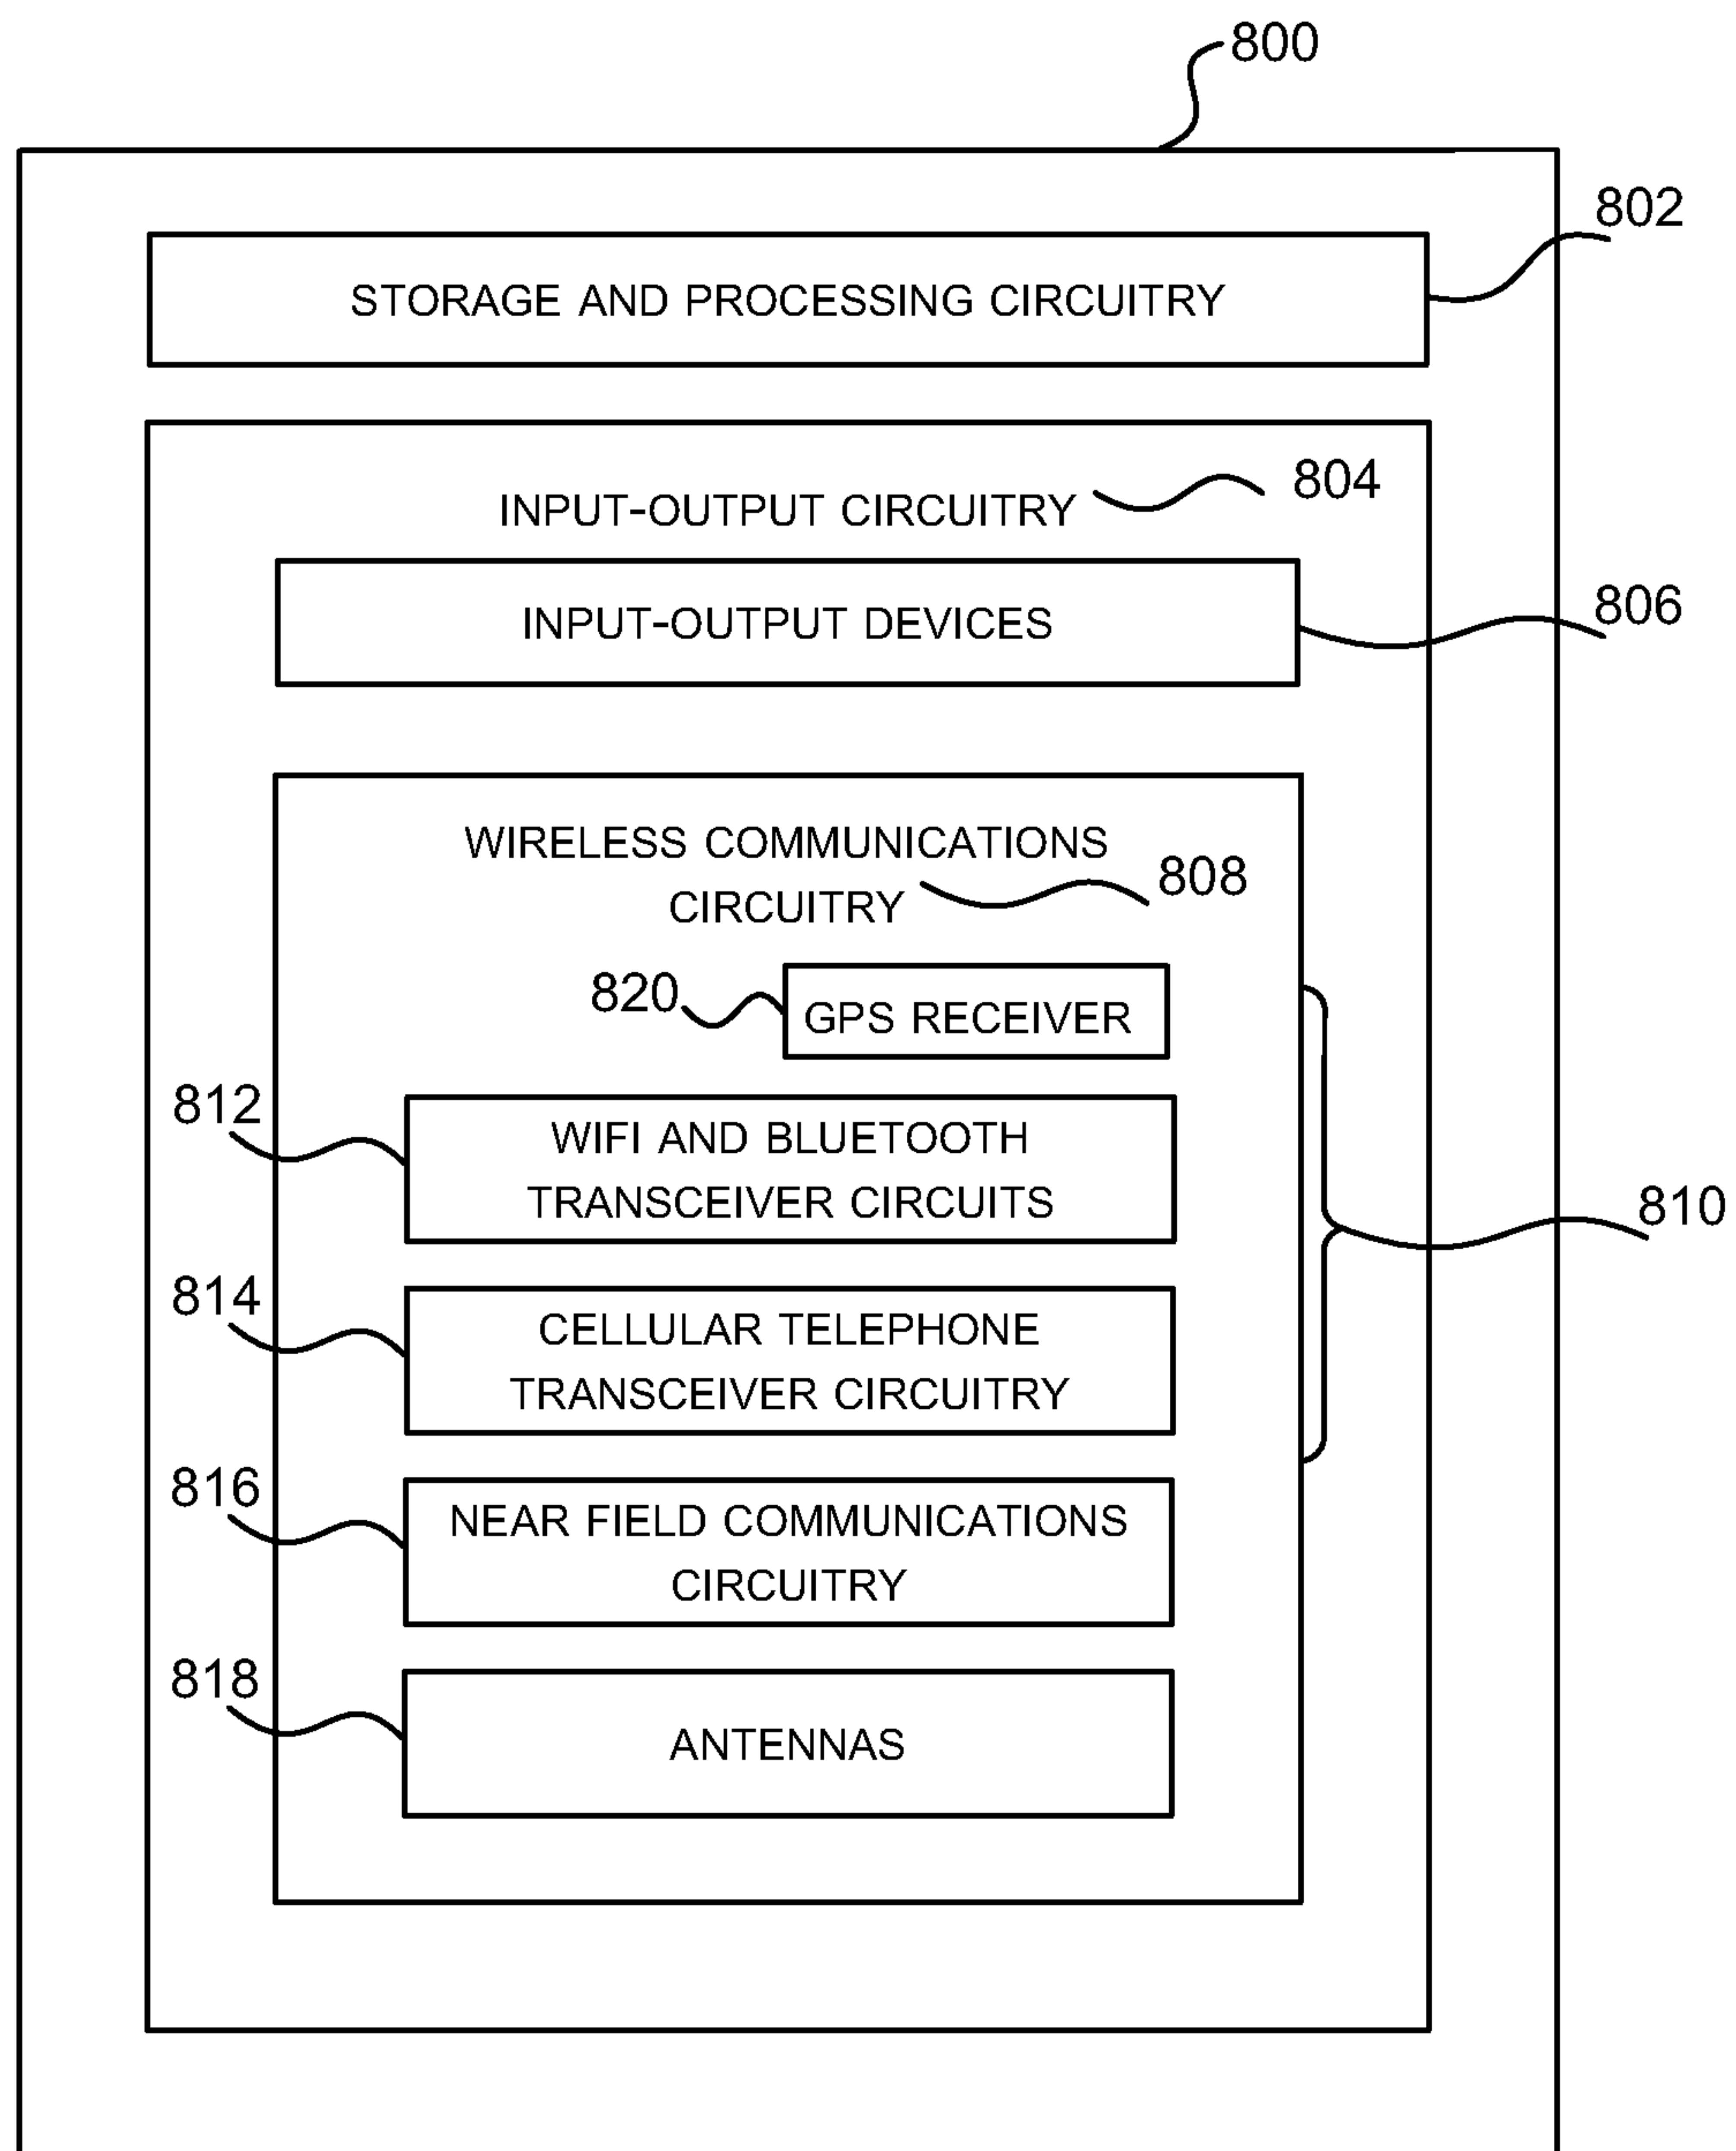 800
802
STORAGE AND PROCESSING CIRCUITRY
INPUT-OUTPUT CIRCUITRY
804
INPUT-OUTPUT DEVICES
806
WIRELESS COMMUNICATIONS
CIRCUITRY
808
820
GPS RECEIVER
812
WIFI AND BLUETOOTH
TRANSCEIVER CIRCUITS
810
814
CELLULAR TELEPHONE
TRANSCEIVER CIRCUITRY
816
NEAR FIELD COMMUNICATIONS
CIRCUITRY
818
ANTENNAS